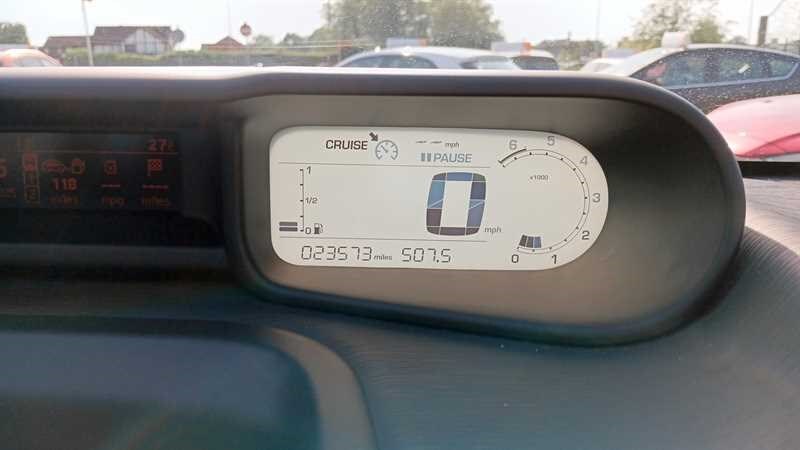 CRUISE -- -- mph
PAUSE
27
118
miles
--- mpg
--- miles
1
1/2
0
0 mph
6 5 4 3 2 1 0
x1000
023573 miles 507.5